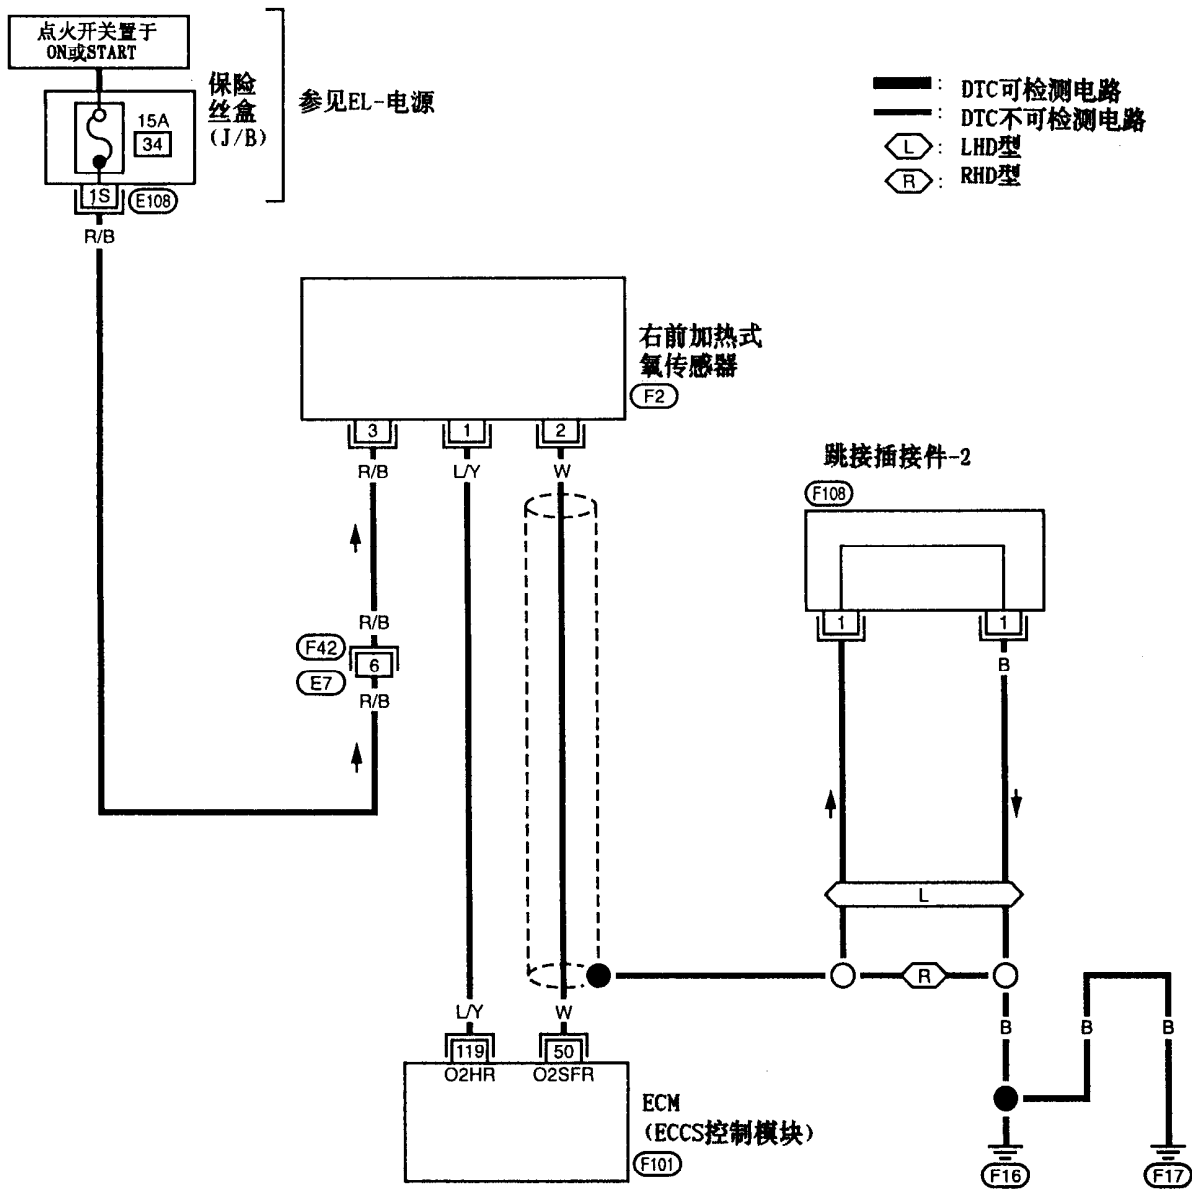 点火开关置于
ON或START
保险
丝盒
(J/B)
参见EL-电源
15A
34
1S
E108
R/B
DTC可检测电路
DTC不可检测电路
L : LHD型
R : RHD型
右前加热式
氧传感器
F2
3
1
2
R/B
L/Y
W
跳接插接件-2
F108
1
1
B
R/B
F42
6
E7
R/B
L
R
L/Y
W
B
B
B
119
50
O2HR
O2SFR
ECM
(ECCS控制模块)
F101
F16
F17